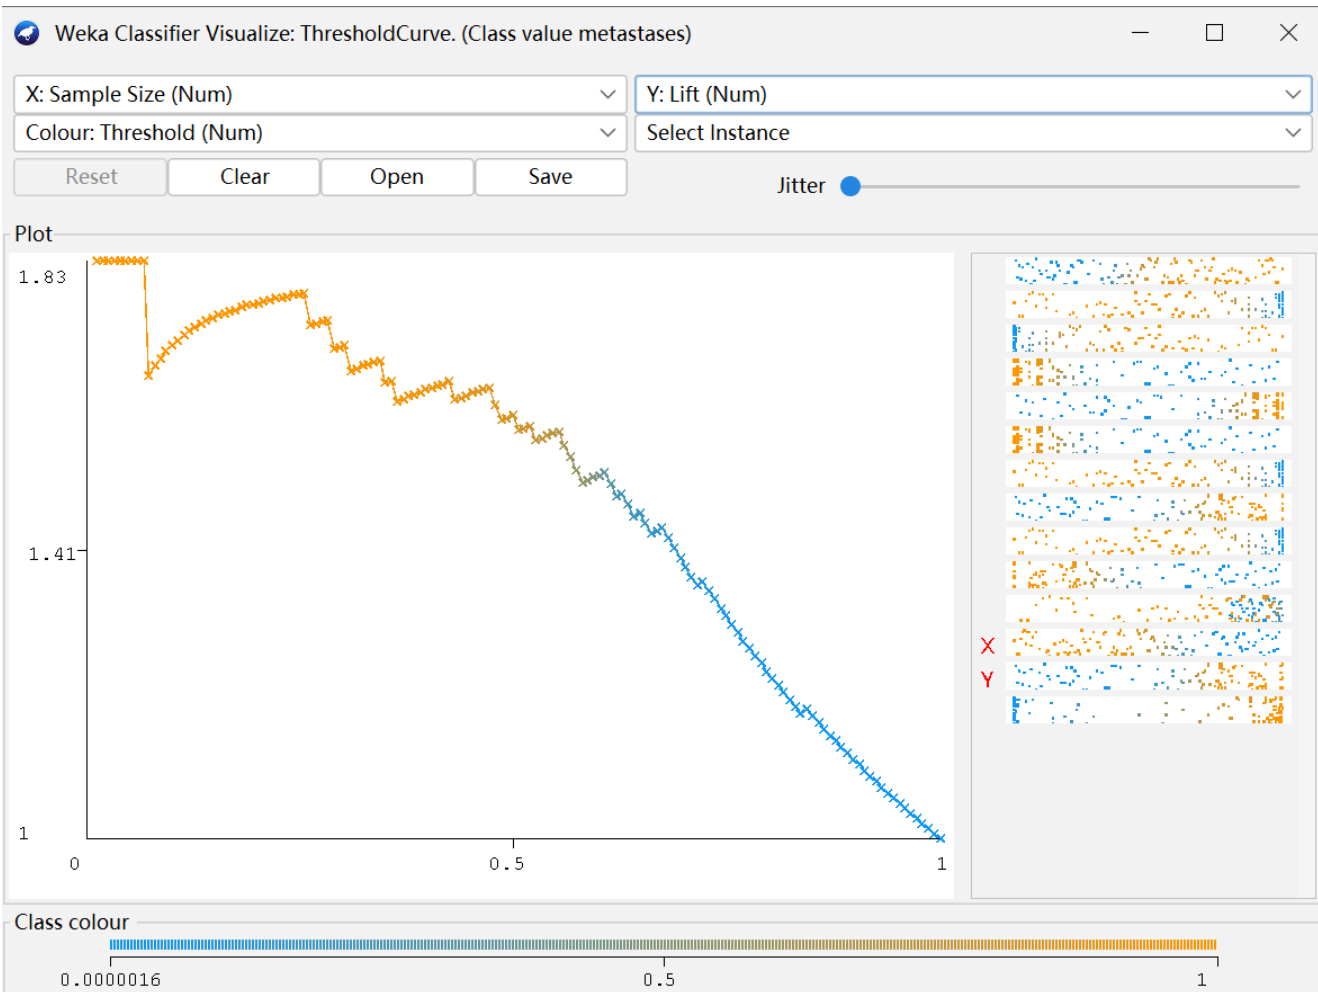 Weka Classifier Visualize: ThresholdCurve. (Class value metastases)
X: Sample Size (Num)
Y: Lift (Num)
Colour: Threshold (Num)
Select Instance
Reset
Clear
Open
Save
Jitter
Plot
1.83
1.41
1
0
0.5
1
X
Y
Class colour
0.0000016
0.5
1